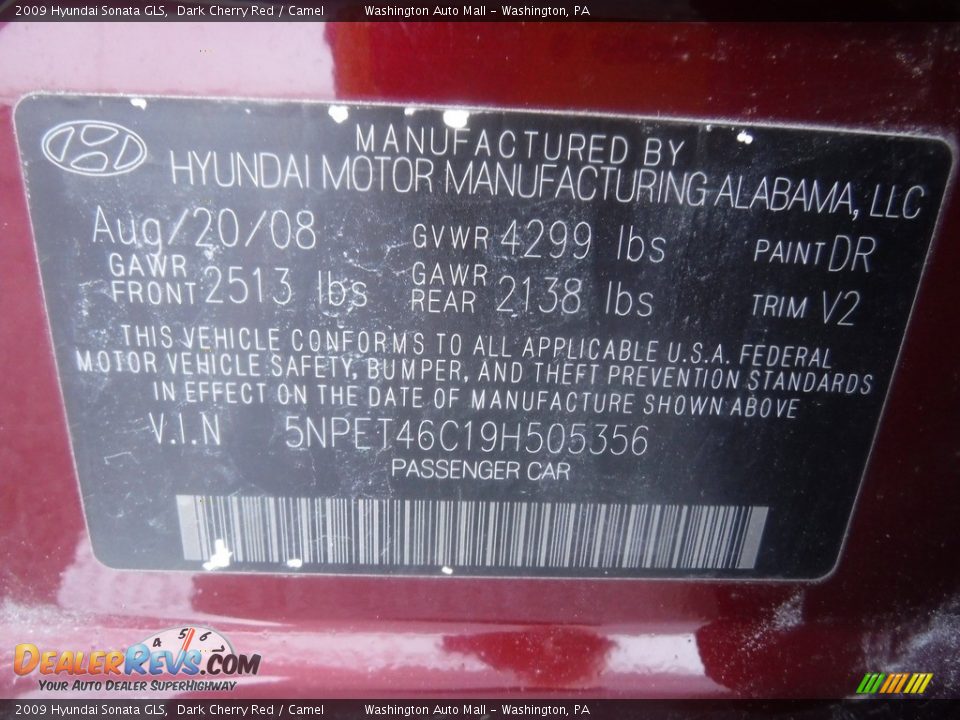 2009 Hyundai Sonata GLS, Dark Cherry Red / Camel Washington Auto Mall - Washington, PA
MANUFACTURED BY
HYUNDAI MOTOR MANUFACTURING ALABAMA, LLC
Aug/20/08 GVWR 4299 lbs PAINT DR
GAWR FRONT 2513 lbs GAWR REAR 2138 lbs TRIM V2
THIS VEHICLE CONFORMS TO ALL APPLICABLE U.S.A. FEDERAL
MOTOR VEHICLE SAFETY, BUMPER, AND THEFT PREVENTION STANDARDS
IN EFFECT ON THE DATE OF MANUFACTURE SHOWN ABOVE
V.I.N 5NPET46C19H505356
PASSENGER CAR
4 5 6
DEALERREVS.COM
YOUR AUTO DEALER SUPERHIGHWAY
2009 Hyundai Sonata GLS, Dark Cherry Red / Camel Washington Auto Mall - Washington, PA